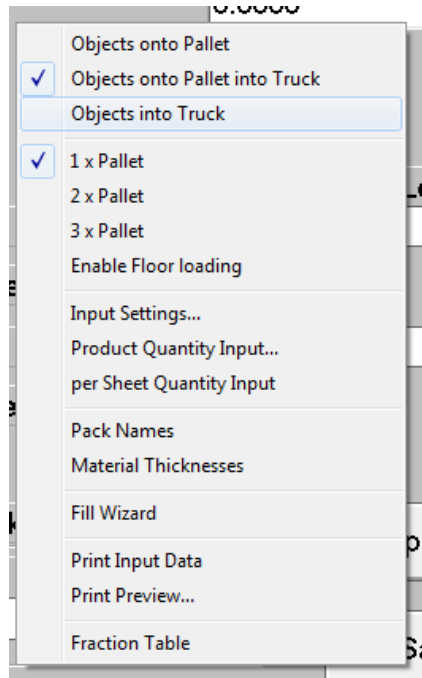 Objects onto Pallet
Objects onto Pallet into Truck
Objects into Truck
1 x Pallet
2 x Pallet
3 x Pallet
Enable Floor loading
Input Settings...
Product Quantity Input...
per Sheet Quantity Input
Pack Names
Material Thicknesses
Fill Wizard
Print Input Data
Print Preview...
Fraction Table